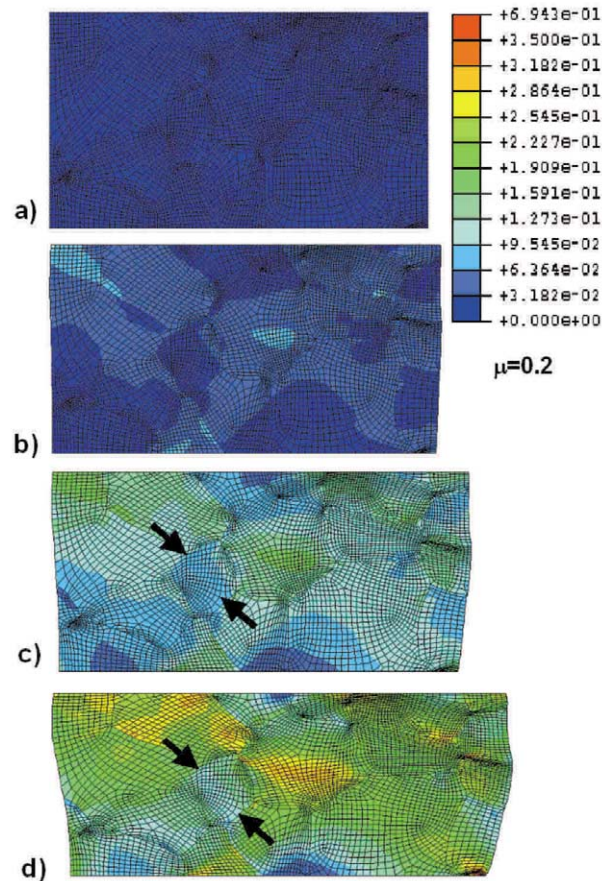 +6.943e-01
+3.500e-01
+3.182e-01
+2.864e-01
+2.545e-01
+2.227e-01
+1.909e-01
+1.591e-01
+1.273e-01
+9.545e-02
+6.364e-02
+3.182e-02
+0.000e+00
a)
μ=0.2
b)
c)
d)